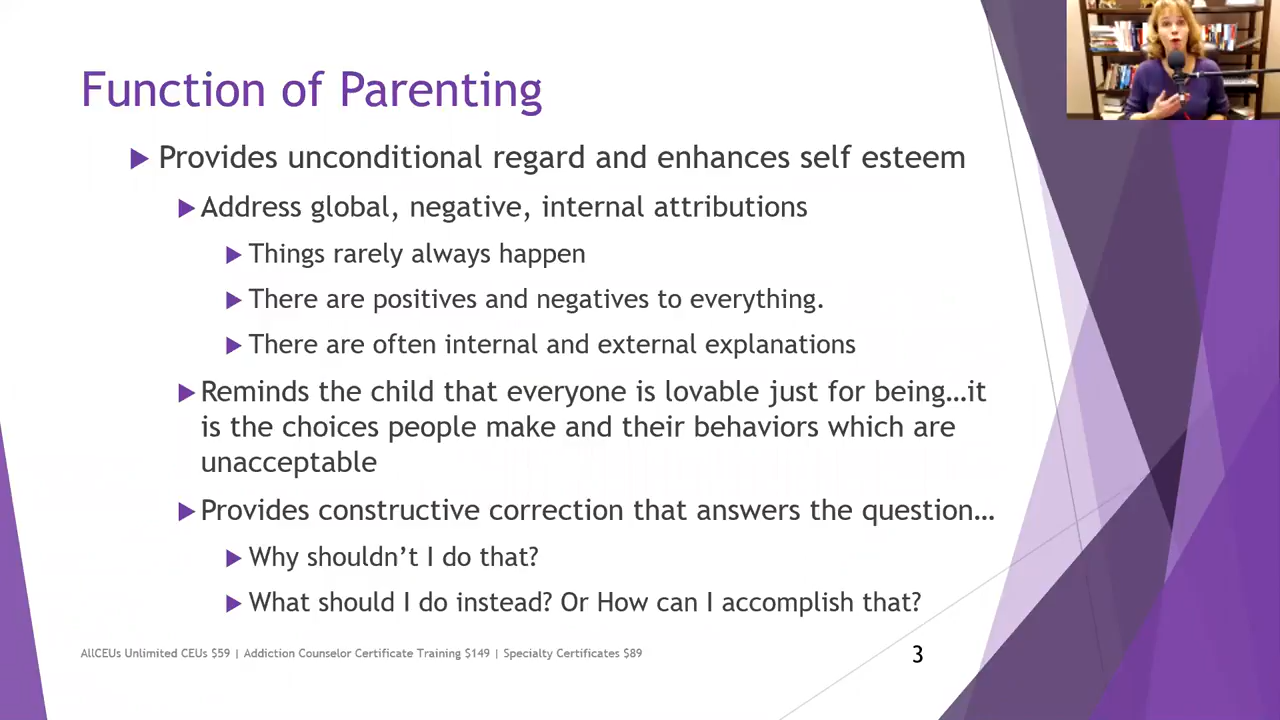 Function of Parenting
Provides unconditional regard and enhances self esteem
Address global, negative, internal attributions
Things rarely always happen
There are positives and negatives to everything.
There are often internal and external explanations
Reminds the child that everyone is lovable just for being…it
is the choices people make and their behaviors which are
unacceptable
Provides constructive correction that answers the question…
Why shouldn’t I do that?
What should I do instead? Or How can I accomplish that?
AllCEUs Unlimited CEUs $59 | Addiction Counselor Certificate Training $149 | Specialty Certificates $89
3